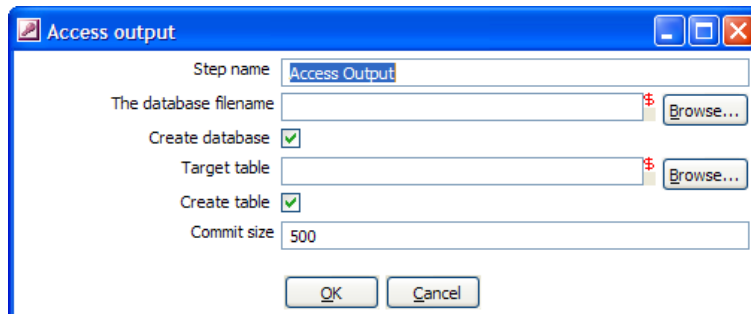 Access output
Step name Access Output
The database filename $ Browse...
Create database
Target table $ Browse...
Create table
Commit size 500
OK Cancel